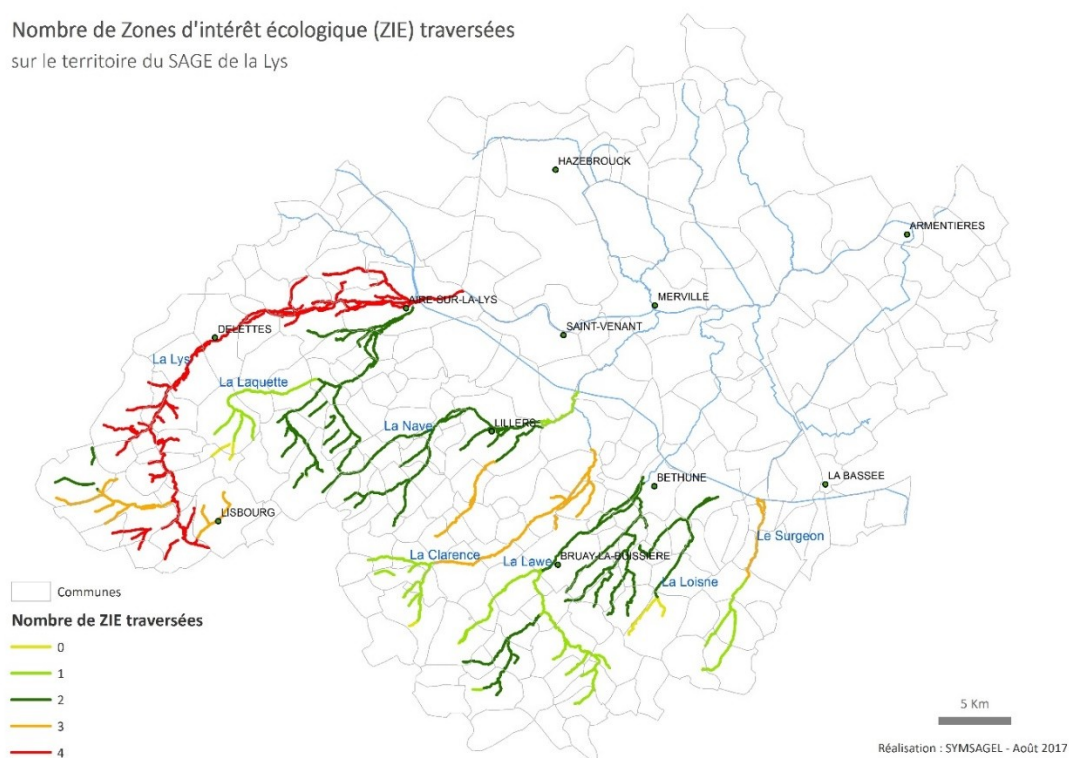 Nombre de Zones d'intérêt écologique (ZIE) traversées
sur le territoire du SAGE de la Lys
HAZEBROUCK
ARMENTIERES
AIRE-SUR-LA-LYS
MERVILLE
SAINT-VENANT
DELETTES
La Lys
La Laquette
La Nave
LILLERS
BETHUNE
LA BASSEE
LISBOURG
Le Surgeon
La Clarence
La Lawe
BRUAY-LA-BUISSIERE
La Loisne
Communes
Nombre de ZIE traversées
0
1
2
3
4
5 Km
Réalisation : SYMSAGEL - Août 2017